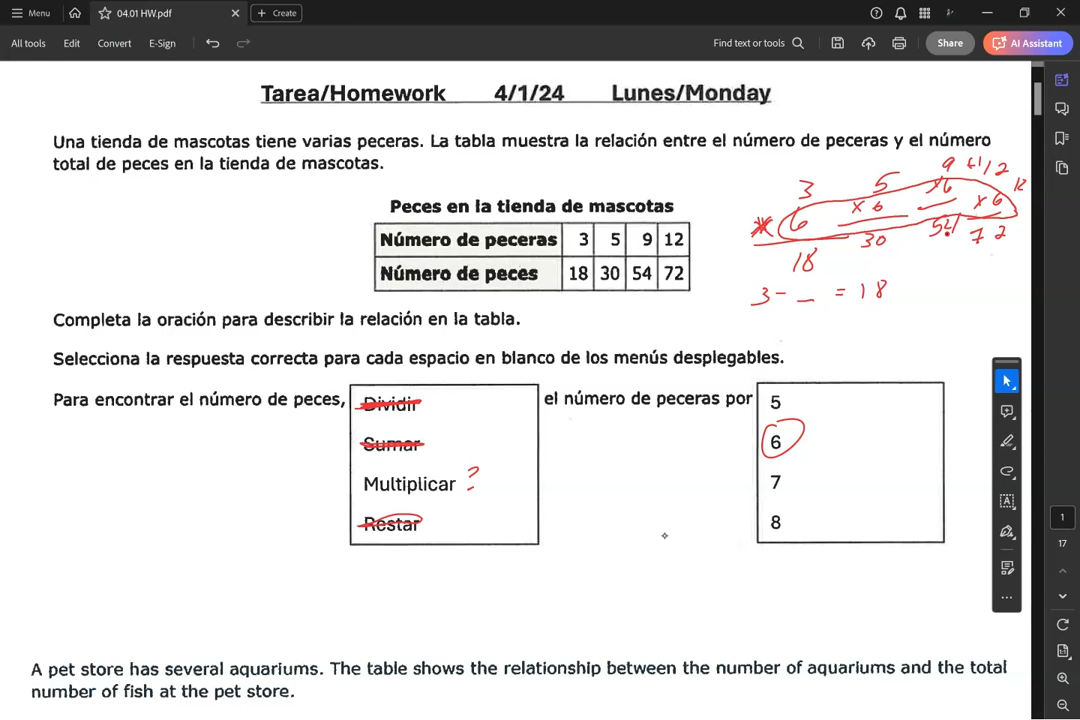 Menu 04.01 HW.pdf Create
All tools Edit Convert E-Sign Find text or tools Share AI Assistant
Tarea/Homework 4/1/24 Lunes/Monday
Una tienda de mascotas tiene varias peceras. La tabla muestra la relación entre el número de peceras y el número
total de peces en la tienda de mascotas.
Peces en la tienda de mascotas
Número de peceras 3 5 9 12
Número de peces 18 30 54 72
3 5 9 12
6 x 6 x6 x 6
18 30 54 72
3 - _ = 18
Completa la oración para describir la relación en la tabla.
Selecciona la respuesta correcta para cada espacio en blanco de los menús desplegables.
Para encontrar el número de peces,
Dividir
Sumar
Multiplicar ?
Restar
el número de peceras por
5
6
7
8
1
17
A pet store has several aquariums. The table shows the relationship between the number of aquariums and the total
number of fish at the pet store.